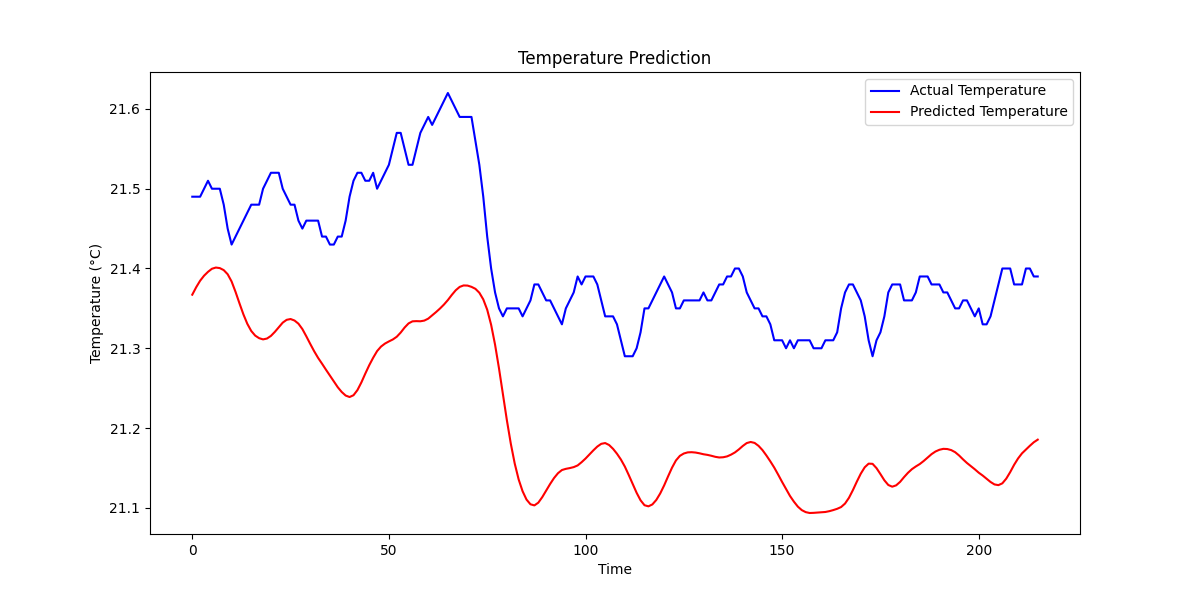 Temperature Prediction
Actual Temperature
Predicted Temperature
Temperature (°C)
21.6
21.5
21.4
21.3
21.2
21.1
0 50 100 150 200
Time